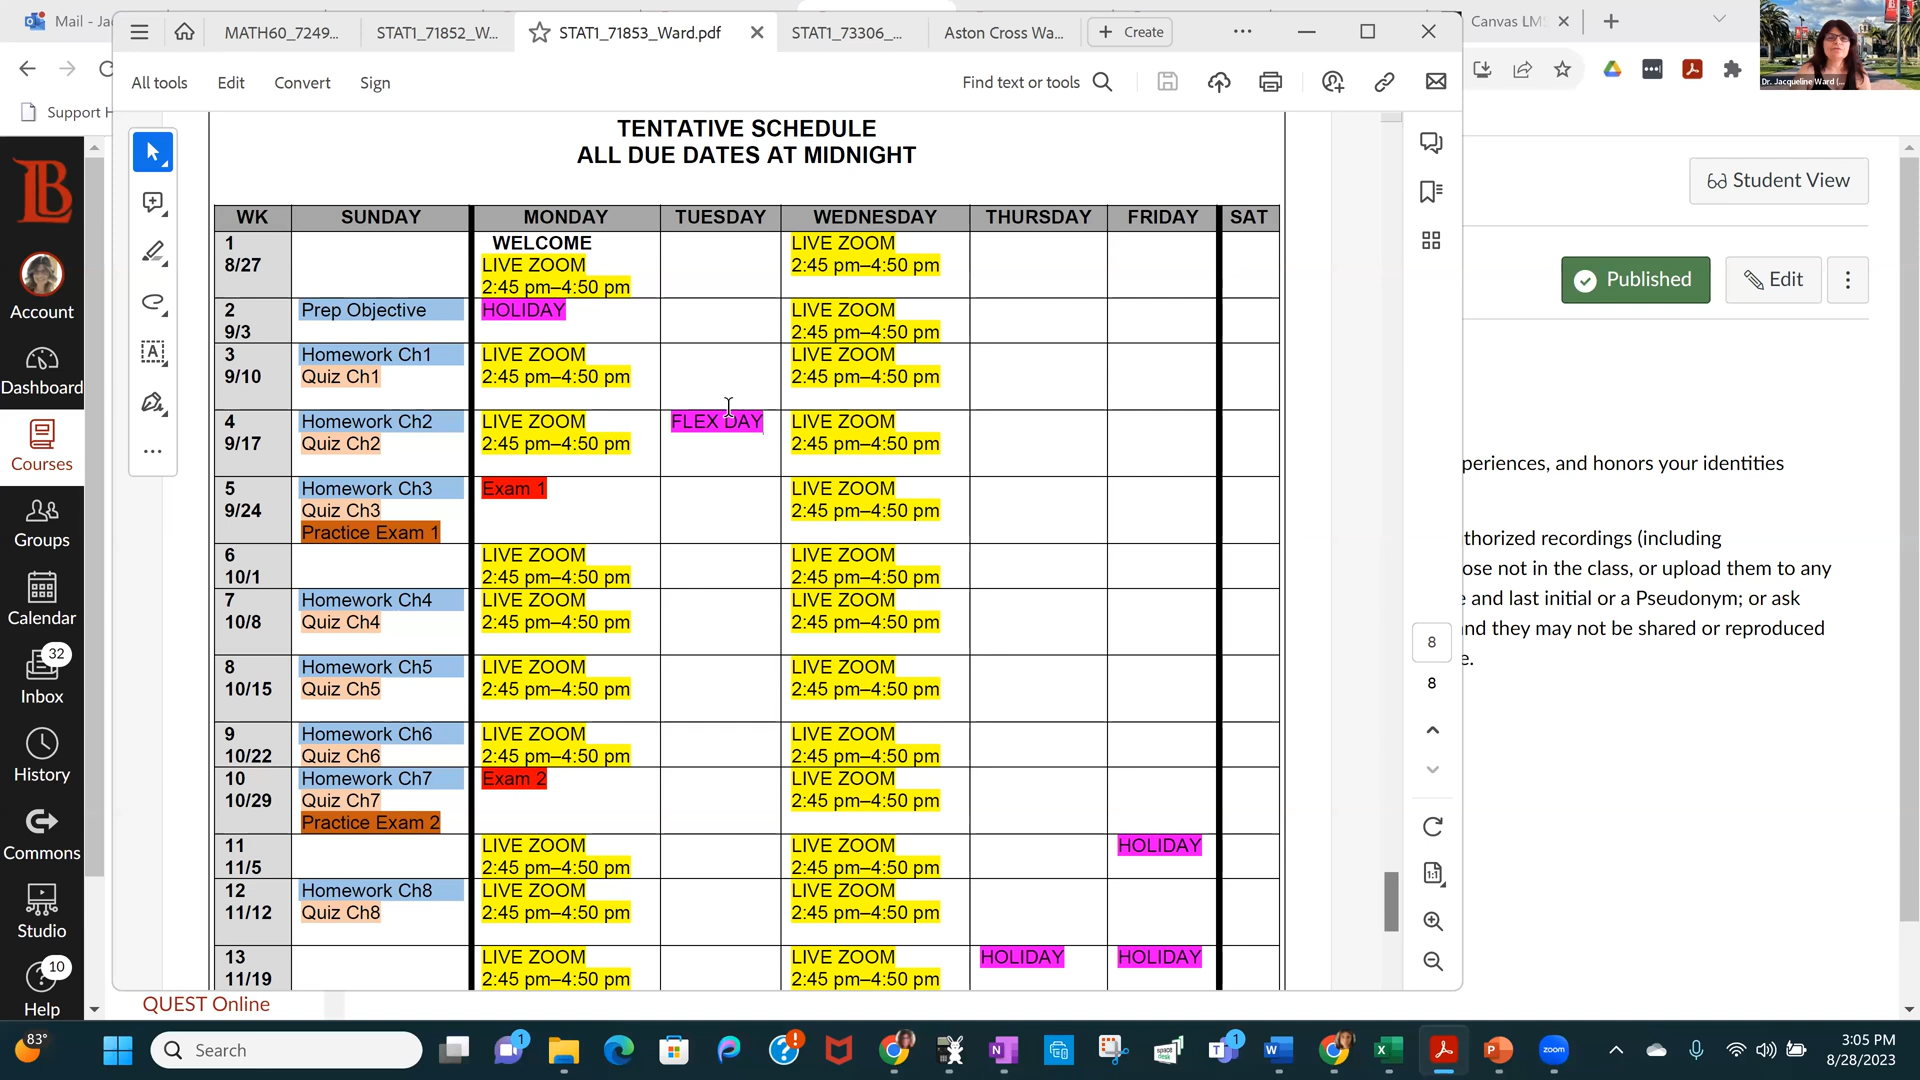 Mail - Ja
MATH60_7249...
STAT1_71852_W...
STAT1_71853_Ward.pdf
STAT1_73306_...
Aston Cross Wa...
Create
Canvas LM
All tools
Edit
Convert
Sign
Find text or tools
Dr. Jacqueline Ward (...
Support H
TENTATIVE SCHEDULE
ALL DUE DATES AT MIDNIGHT
WK SUNDAY MONDAY TUESDAY WEDNESDAY THURSDAY FRIDAY SAT
1 WELCOME LIVE ZOOM
8/27 LIVE ZOOM 2:45 pm–4:50 pm
2:45 pm–4:50 pm
2 Prep Objective HOLIDAY LIVE ZOOM
9/3 2:45 pm–4:50 pm
3 Homework Ch1 LIVE ZOOM LIVE ZOOM
9/10 Quiz Ch1 2:45 pm–4:50 pm 2:45 pm–4:50 pm
4 Homework Ch2 LIVE ZOOM FLEX DAY LIVE ZOOM
9/17 Quiz Ch2 2:45 pm–4:50 pm 2:45 pm–4:50 pm
5 Homework Ch3 Exam 1 LIVE ZOOM
9/24 Quiz Ch3 2:45 pm–4:50 pm
Practice Exam 1
6 LIVE ZOOM LIVE ZOOM
10/1 2:45 pm–4:50 pm 2:45 pm–4:50 pm
7 Homework Ch4 LIVE ZOOM LIVE ZOOM
10/8 Quiz Ch4 2:45 pm–4:50 pm 2:45 pm–4:50 pm
8 Homework Ch5 LIVE ZOOM LIVE ZOOM
10/15 Quiz Ch5 2:45 pm–4:50 pm 2:45 pm–4:50 pm
9 Homework Ch6 LIVE ZOOM LIVE ZOOM
10/22 Quiz Ch6 2:45 pm–4:50 pm 2:45 pm–4:50 pm
10 Homework Ch7 Exam 2 LIVE ZOOM
10/29 Quiz Ch7 2:45 pm–4:50 pm
Practice Exam 2
11 LIVE ZOOM LIVE ZOOM HOLIDAY
11/5 2:45 pm–4:50 pm 2:45 pm–4:50 pm
12 Homework Ch8 LIVE ZOOM LIVE ZOOM
11/12 Quiz Ch8 2:45 pm–4:50 pm 2:45 pm–4:50 pm
13 LIVE ZOOM LIVE ZOOM HOLIDAY HOLIDAY
11/19 2:45 pm–4:50 pm 2:45 pm–4:50 pm
8
8
1:1
LB
Account
Dashboard
Courses
Groups
Calendar
32
Inbox
History
Commons
Studio
10
Help
Student View
Published
Edit
periences, and honors your identities
thorized recordings (including
ose not in the class, or upload them to any
e and last initial or a Pseudonym; or ask
nd they may not be shared or reproduced
e.
QUEST Online
83°
Search
1
space
desk
1
zoom
3:05 PM
8/28/2023